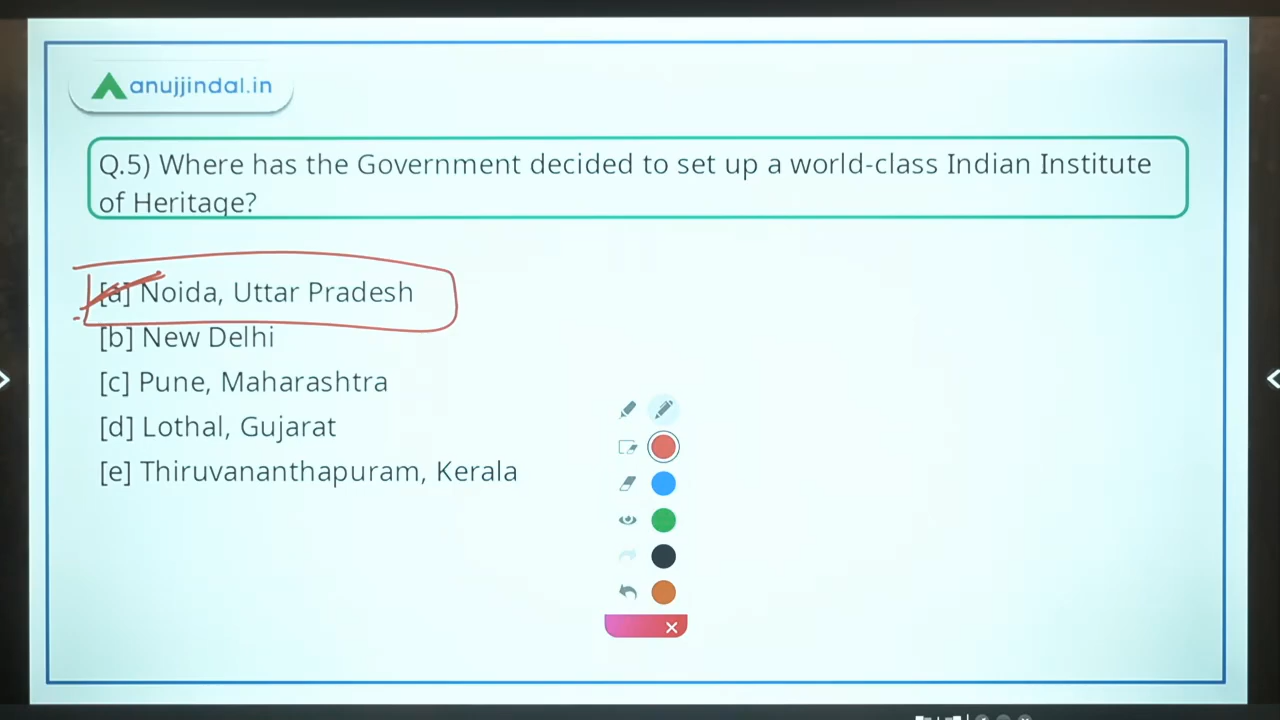 anujjindal.in
Q.5) Where has the Government decided to set up a world-class Indian Institute
of Heritage?
[a] Noida, Uttar Pradesh
[b] New Delhi
[c] Pune, Maharashtra
[d] Lothal, Gujarat
[e] Thiruvananthapuram, Kerala